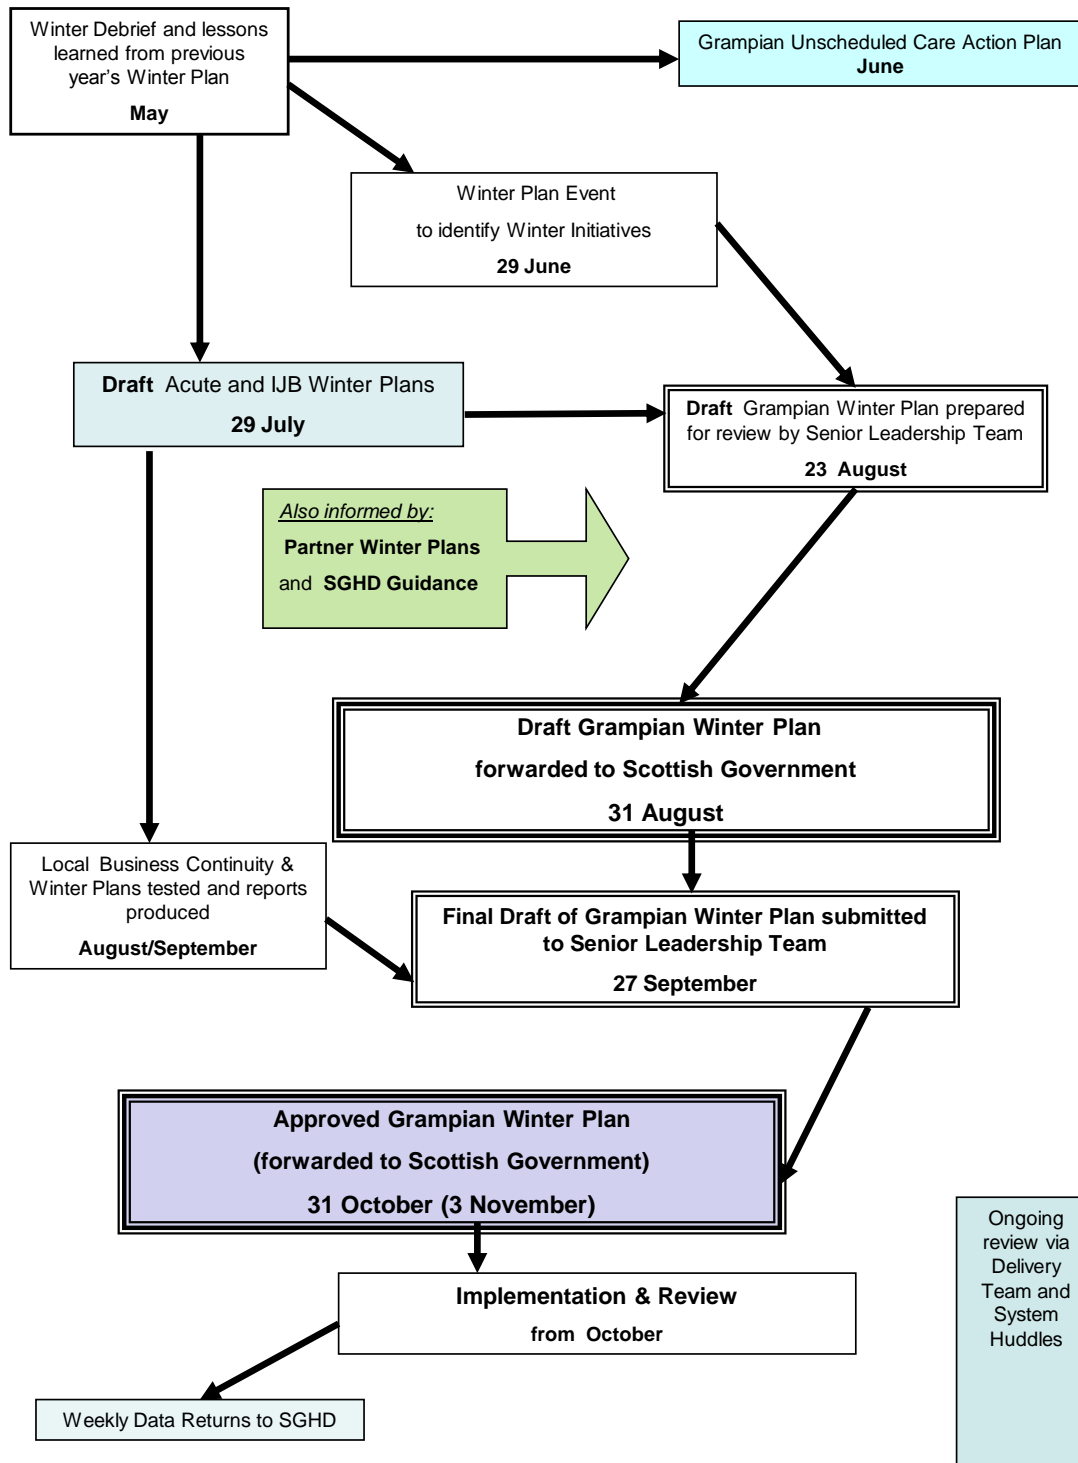 Winter Debrief and lessons
learned from previous
year's Winter Plan
May
Grampian Unscheduled Care Action Plan
June
Winter Plan Event
to identify Winter Initiatives
29 June
Draft Acute and IJB Winter Plans
29 July
Draft Grampian Winter Plan prepared
for review by Senior Leadership Team
23 August
Also informed by:
Partner Winter Plans
and SGHD Guidance
Draft Grampian Winter Plan
forwarded to Scottish Government
31 August
Local Business Continuity &
Winter Plans tested and reports
produced
August/September
Final Draft of Grampian Winter Plan submitted
to Senior Leadership Team
27 September
Approved Grampian Winter Plan
(forwarded to Scottish Government)
31 October (3 November)
Ongoing
review via
Delivery
Team and
System
Huddles
Implementation & Review
from October
Weekly Data Returns to SGHD